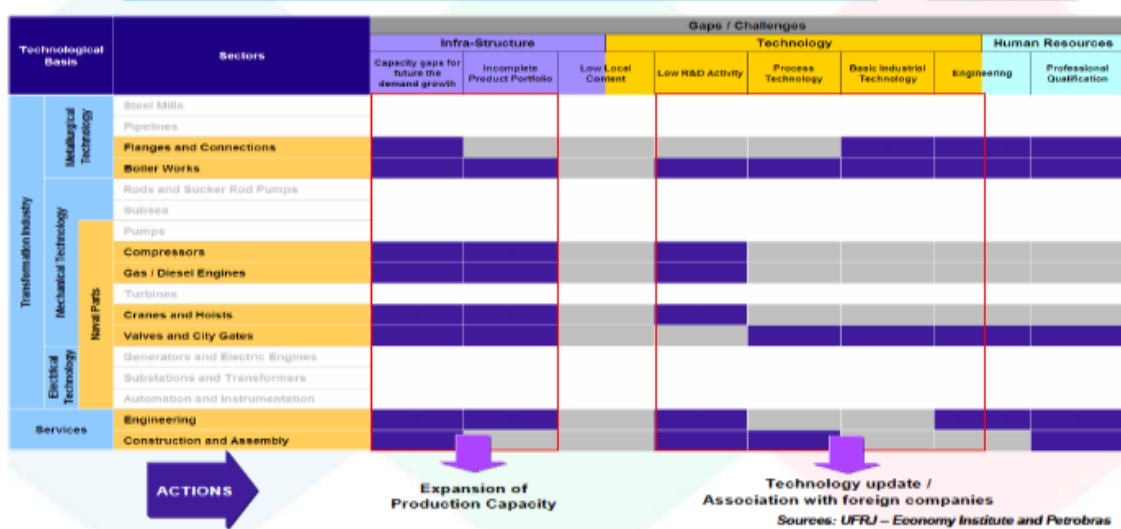 Gaps / Challenges
Technological
Basis
Sectors
Infra-Structure
Technology
Human Resources
Capacity gaps for
future the
demand growth
Incomplete
Product Portfolio
Low Local
Content
Low R&D Activity
Process
Technology
Basic Industrial
Technology
Engineering
Professional
Qualification
Transformation Industry
Metallurgical
Technology
Steel Mills
Pipelines
Flanges and Connections
Boiler Works
Mechanical Technology
Rods and Sucker Rod Pumps
Subsea
Naval Parts
Pumps
Compressors
Gas / Diesel Engines
Turbines
Cranes and Hoists
Valves and City Gates
Electrical
Technology
Generators and Electric Engines
Substations and Transformers
Automation and Instrumentation
Services
Engineering
Construction and Assembly
ACTIONS
Expansion of
Production Capacity
Technology update /
Association with foreign companies
Sources: UFRJ – Economy Institute and Petrobras